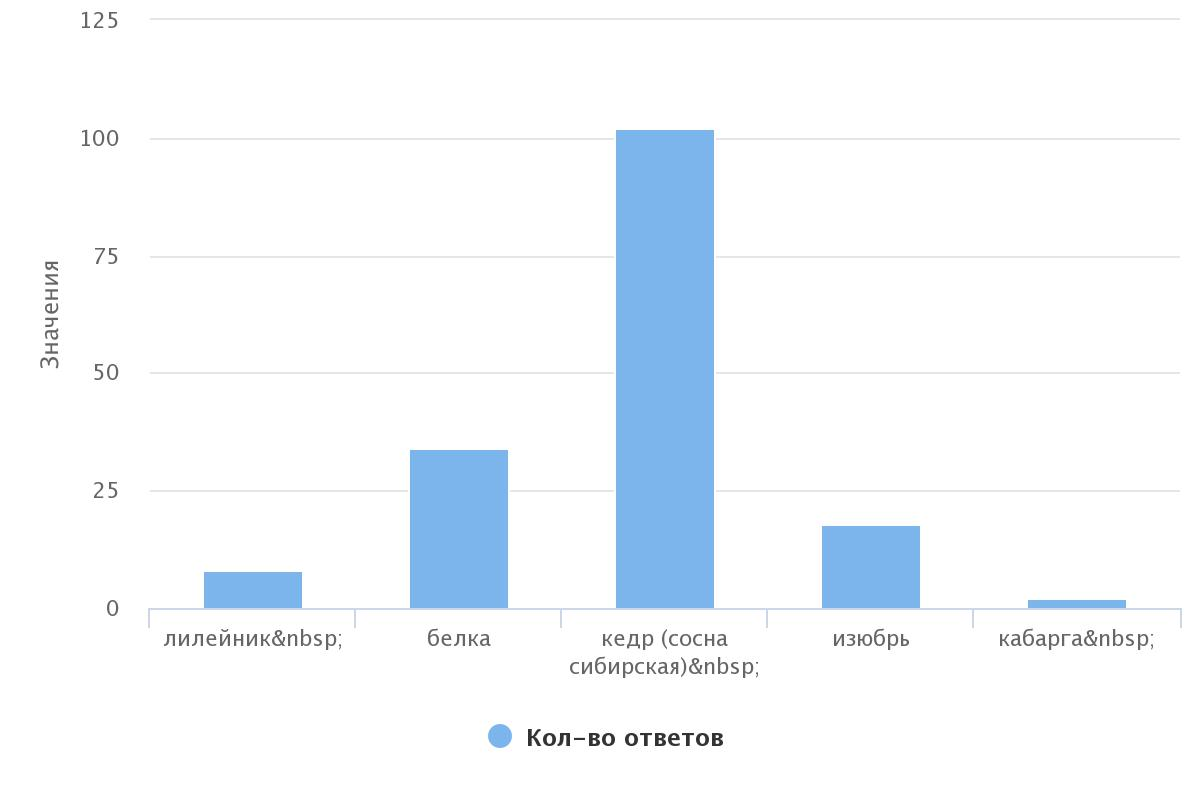 125
100
75
50
25
0
Значения
лилейник&nbsp;
белка
кедр (сосна
сибирская)&nbsp;
изюбрь
кабарга&nbsp;
Кол-во ответов